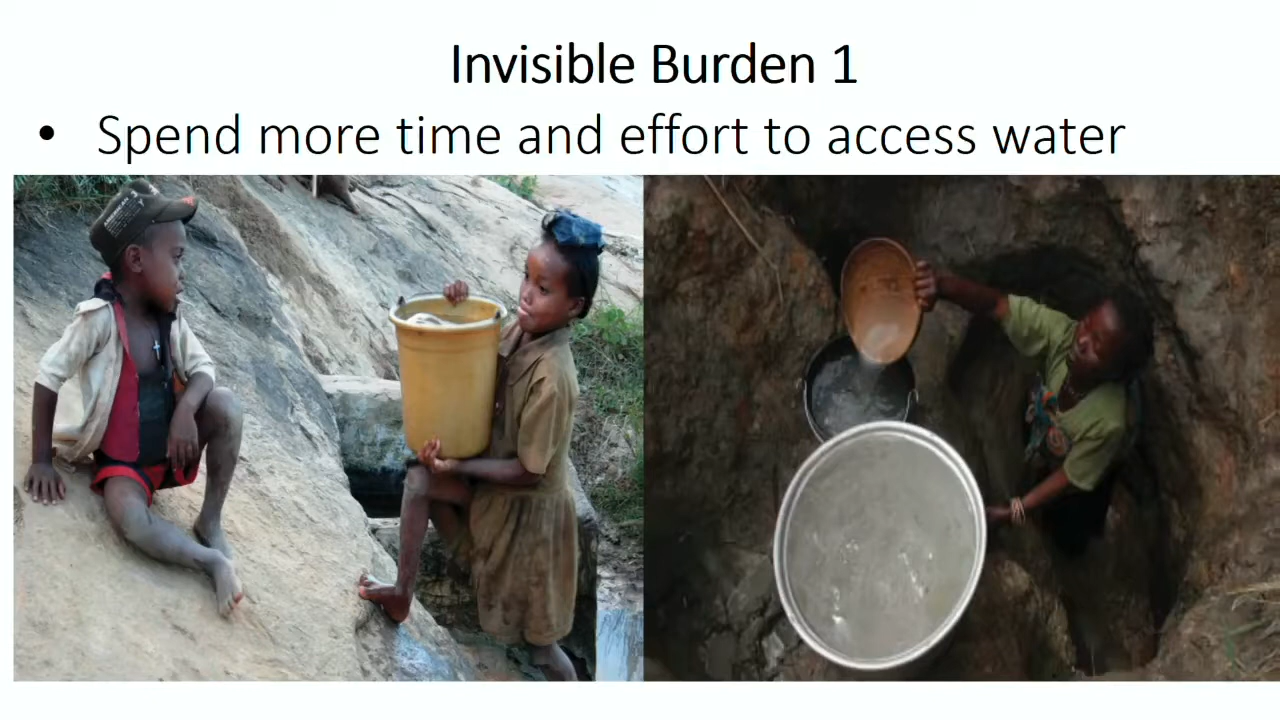 Invisible Burden 1
• Spend more time and effort to access water